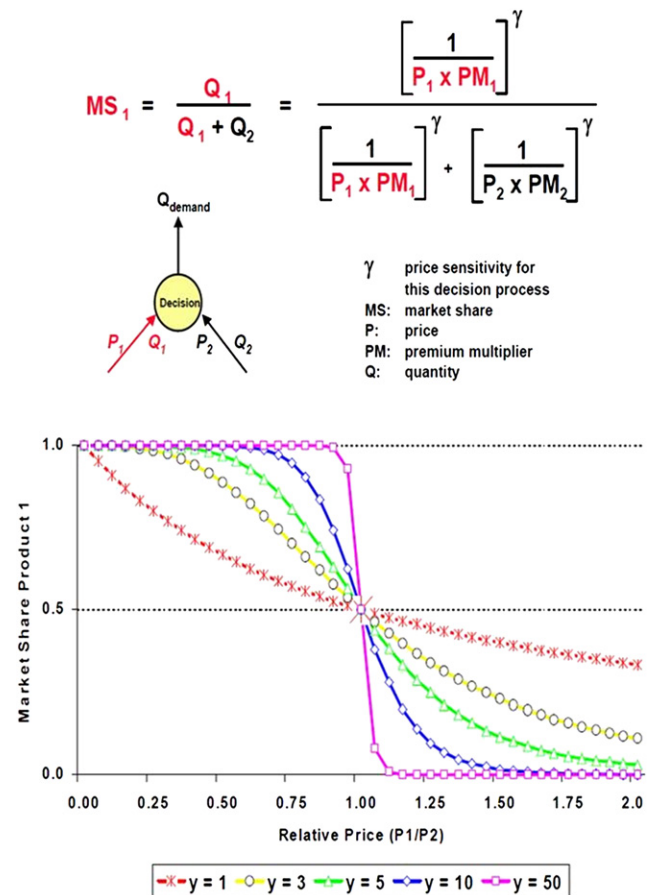 MS1 = Q1 / (Q1 + Q2) = [1 / (P1 x PM1)]^γ / ([1 / (P1 x PM1)]^γ + [1 / (P2 x PM2)]^γ)
Qdemand
Decision
P1 Q1 P2 Q2
γ price sensitivity for
this decision process
MS: market share
P: price
PM: premium multiplier
Q: quantity
Market Share Product 1
1.0
0.5
0.0
0.00 0.25 0.50 0.75 1.00 1.25 1.50 1.75 2.0
Relative Price (P1/P2)
y = 1 y = 3 y = 5 y = 10 y = 50